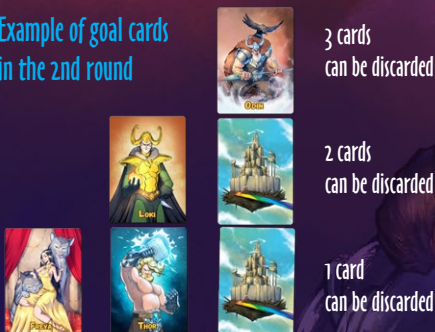 Example of goal cards
in the 2nd round
3 cards
can be discarded
ODIN
2 cards
can be discarded
LOKI
1 card
can be discarded
FREYA
THOR